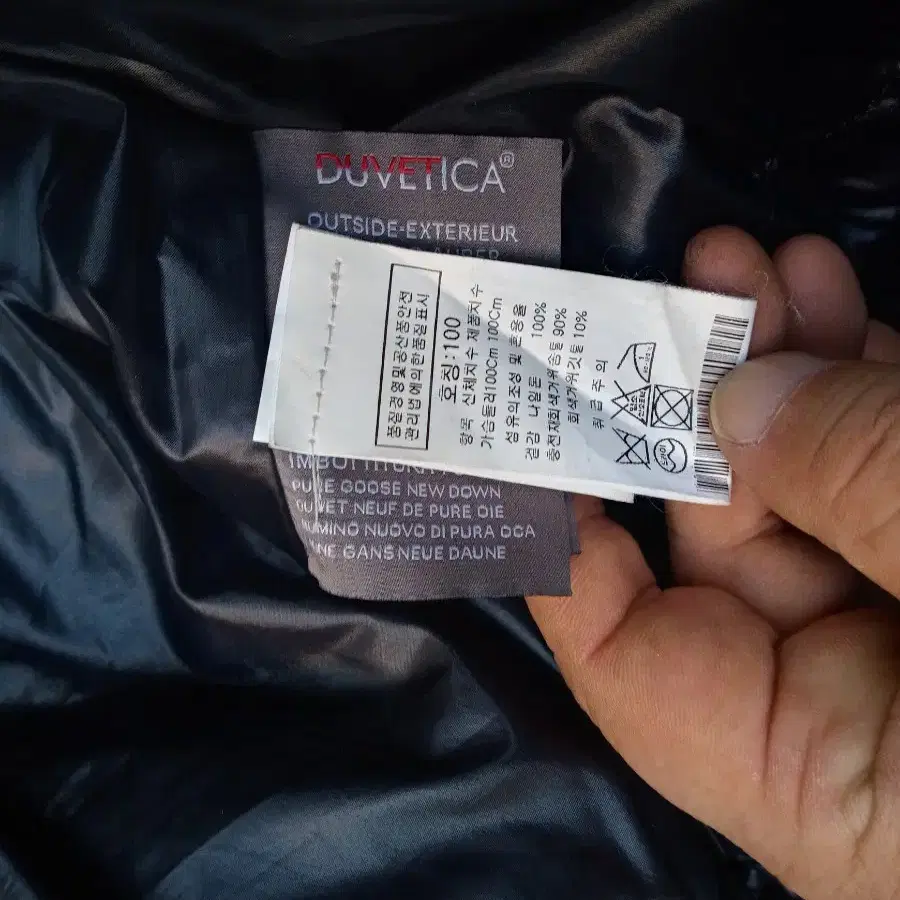 DUVETICA®
OUTSIDE-EXTERIEUR
품질경영및공산품안전
관리법에의한품질표시
호칭:100
항목 신체지수 제품지수
가슴둘레100Cm 100Cm
섬유의조성 및 혼용율
겉감 나일론 100%
충전재회색거위솜털 90%
회색거위깃털 10%
취급주의
드라이
PURE GOOSE NEW DOWN
DUVET NEUF DE PURE OIE
PIUMINO NUOVO DI PURA OCA
GANS NEUE DAUNE